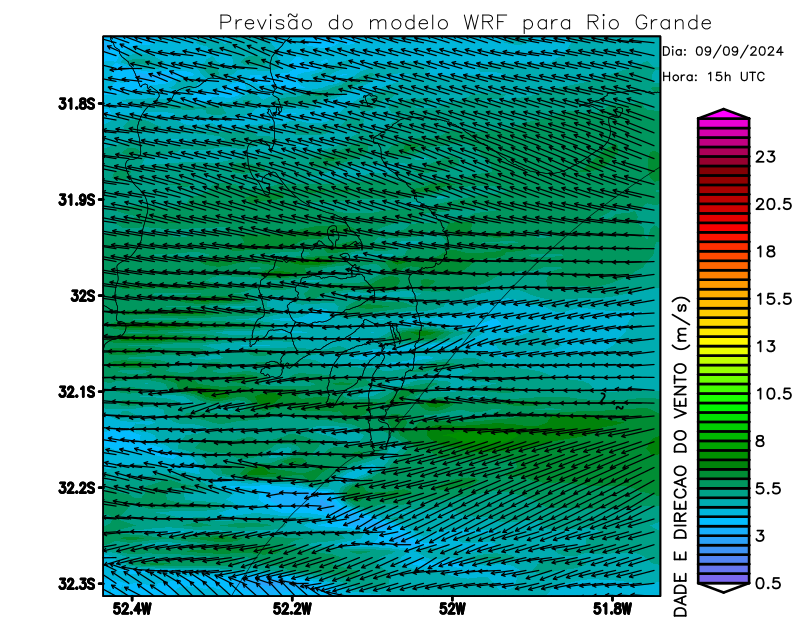 Previsão do modelo WRF para Rio Grande
Dia: 09/09/2024
Hora: 15h UTC
31.8S
31.9S
32S
32.1S
32.2S
32.3S
52.4W
52.2W
52W
51.8W
23
20.5
18
15.5
13
10.5
8
5.5
3
0.5
DADE E DIRECAO DO VENTO (m/s)